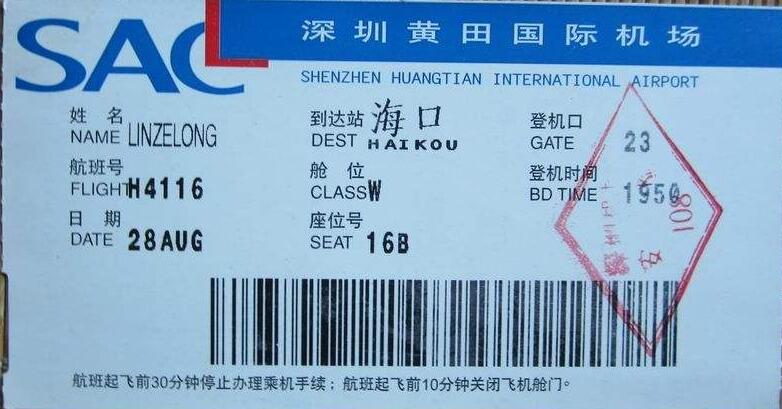 SAC 深圳黄田国际机场
SHENZHEN HUANGTIAN INTERNATIONAL AIRPORT
姓 名 到达站 海口 登机口
NAME LINZELONG DEST HAIKOU GATE 23
航班号 舱 位 登机时间
FLIGHT H4116 CLASS W BD TIME 1950
日 期 座位号
DATE 28AUG SEAT 16B
801
安
航班起飞前30分钟停止办理乘机手续；航班起飞前10分钟关闭飞机舱门。